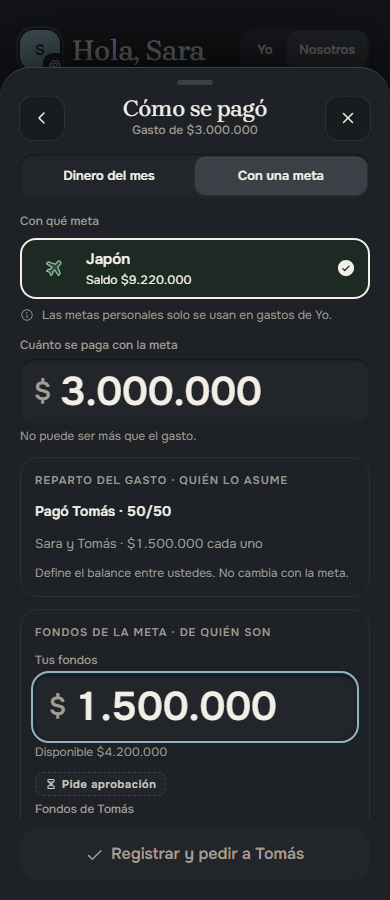 S
Hola, Sara
Yo
Nosotros
Cómo se pagó
Gasto de $3.000.000
Dinero del mes
Con una meta
Con qué meta
Japón
Saldo $9.220.000
Las metas personales solo se usan en gastos de Yo.
Cuánto se paga con la meta
$ 3.000.000
No puede ser más que el gasto.
REPARTO DEL GASTO · QUIÉN LO ASUME
Pagó Tomás · 50/50
Sara y Tomás · $1.500.000 cada uno
Define el balance entre ustedes. No cambia con la meta.
FONDOS DE LA META · DE QUIÉN SON
Tus fondos
$ 1.500.000
Disponible $4.200.000
Pide aprobación
Fondos de Tomás
Registrar y pedir a Tomás